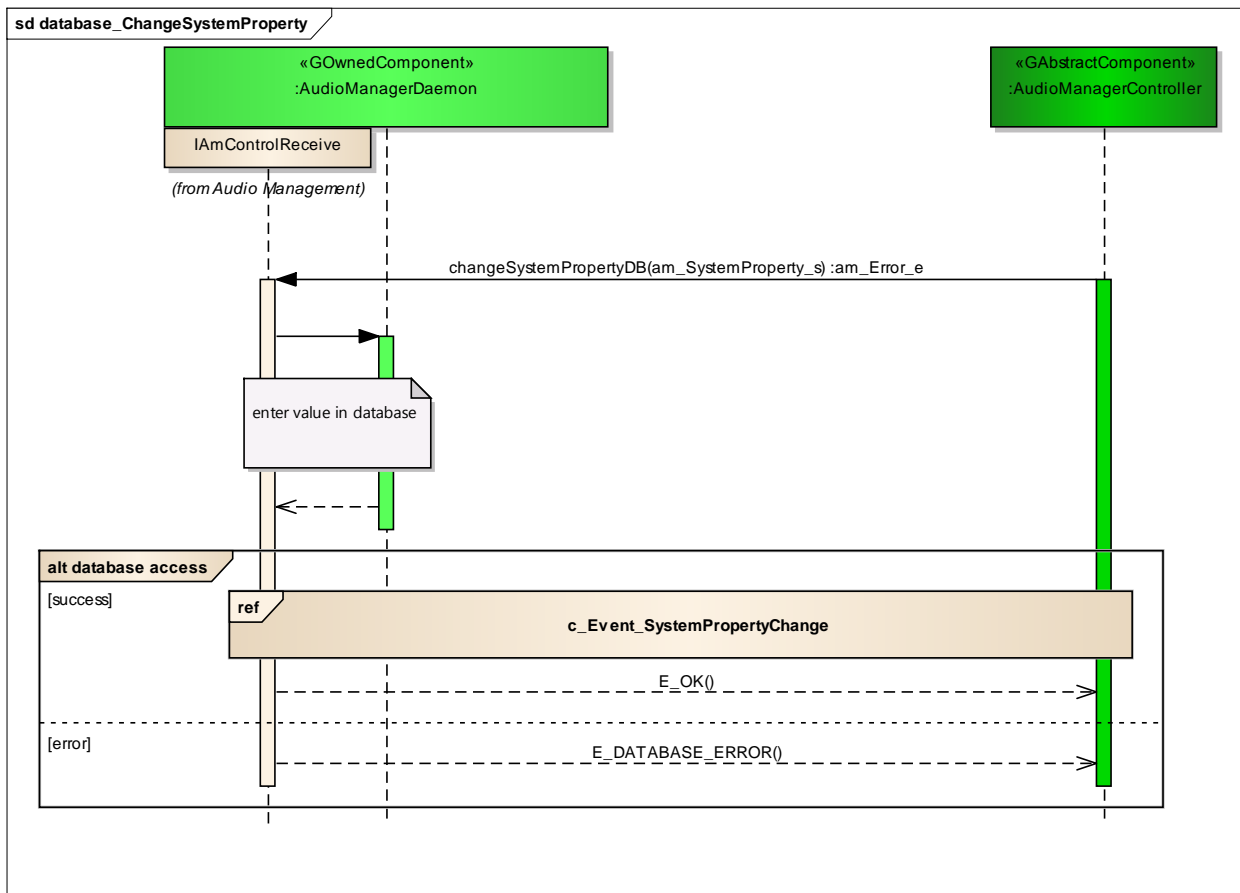 sd database_ChangeSystemProperty
«GOwnedComponent»
:AudioManagerDaemon
«GAbstractComponent»
:AudioManagerController
IAmControlReceive
(from Audio Management)
changeSystemPropertyDB(am_SystemProperty_s) :am_Error_e
enter value in database
alt database access
[success]
ref
c_Event_SystemPropertyChange
E_OK()
[error]
E_DATABASE_ERROR()